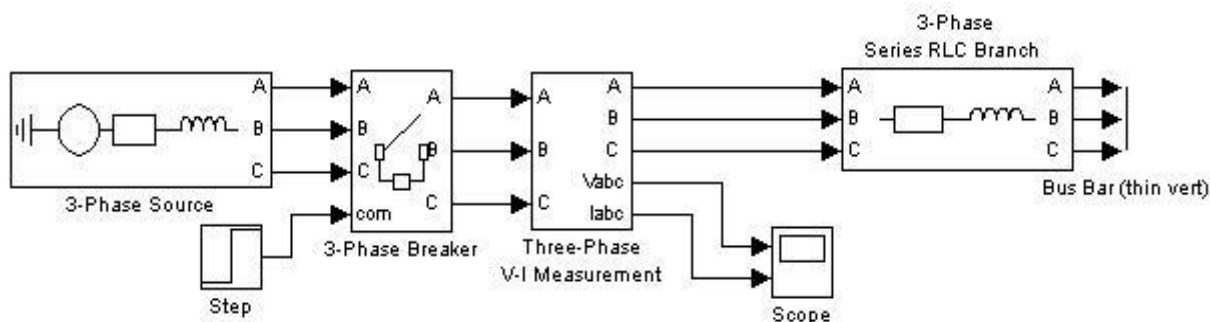 3-Phase
Series RLC Branch
A
B
C
A
B
C
com
A
B
C
A
B
C
A
B
C
Vabc
Iabc
A
B
C
A
B
C
3-Phase Source
3-Phase Breaker
Three-Phase
V-I Measurement
Bus Bar (thin vert)
Step
Scope